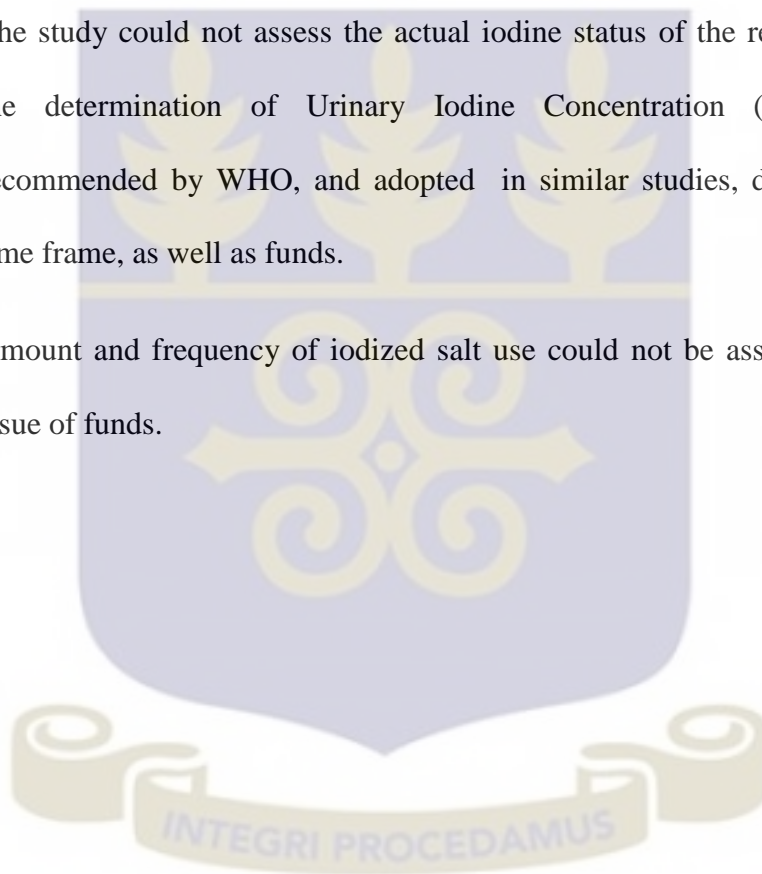 he study could not assess the actual iodine status of the re
e determination of Urinary Iodine Concentration (
ecommended by WHO, and adopted in similar studies, d
me frame, as well as funds.
mount and frequency of iodized salt use could not be ass
sue of funds.
INTEGRI PROCEDAMUS